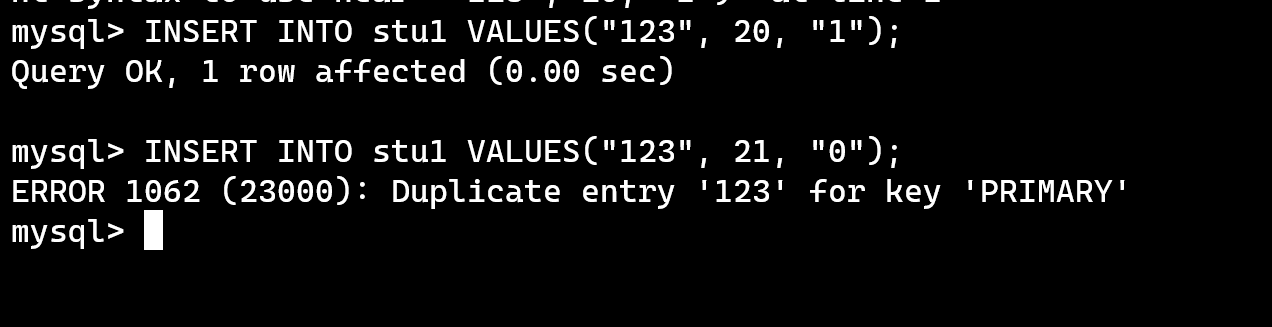 mysql> INSERT INTO stu1 VALUES("123", 20, "1");
Query OK, 1 row affected (0.00 sec)
mysql> INSERT INTO stu1 VALUES("123", 21, "0");
ERROR 1062 (23000): Duplicate entry '123' for key 'PRIMARY'
mysql>